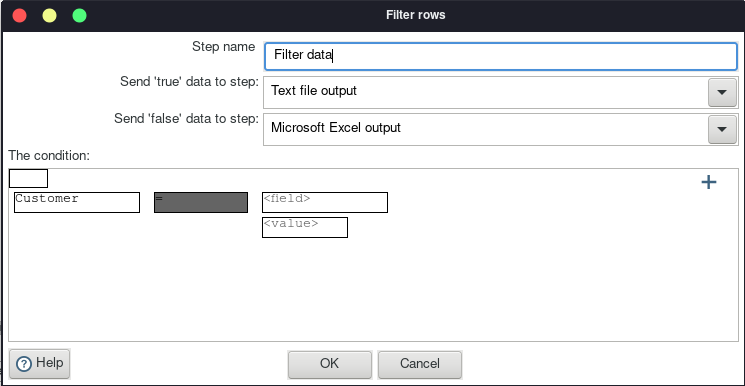 Filter rows
Step name Filter data
Send 'true' data to step: Text file output
Send 'false' data to step: Microsoft Excel output
The condition:
+
Customer = <field>
<value>
? Help OK Cancel